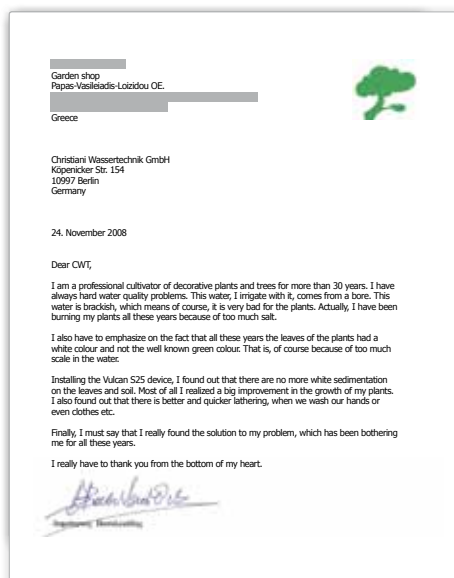 Garden shop
Papas-Vasileiadis-Loizidou OE.
Greece
Christiani Wassertechnik GmbH
Köpenicker Str. 154
10997 Berlin
Germany
24. November 2008
Dear CWT,
I am a professional cultivator of decorative plants and trees for more than 30 years. I have
always hard water quality problems. This water, I irrigate with it, comes from a bore. This
water is brackish, which means of course, it is very bad for the plants. Actually, I have been
burning my plants all these years because of too much salt.
I also have to emphasize on the fact that all these years the leaves of the plants had a
white colour and not the well known green colour. That is, of course because of too much
scale in the water.
Installing the Vulcan S25 device, I found out that there are no more white sedimentation
on the leaves and soil. Most of all I realized a big improvement in the growth of my plants.
I also found out that there is better and quicker lathering, when we wash our hands or
even clothes etc.
Finally, I must say that I really found the solution to my problem, which has been bothering
me for all these years.
I really have to thank you from the bottom of my heart.